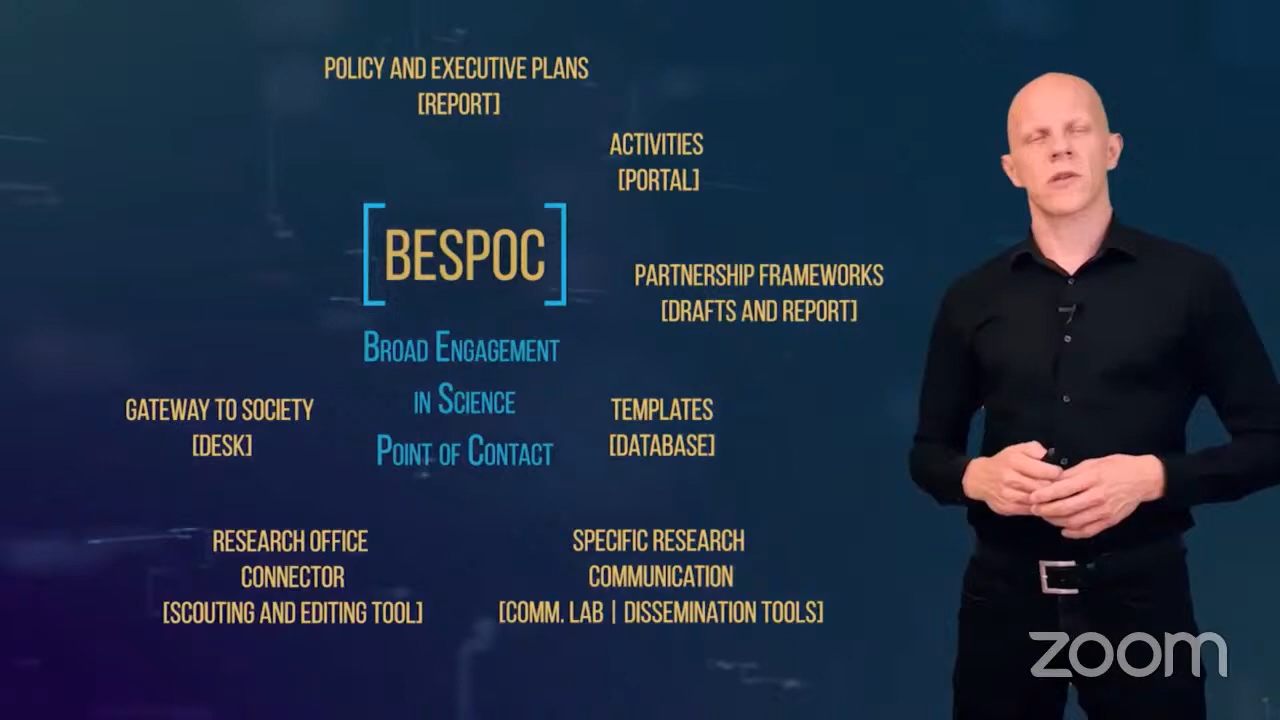 POLICY AND EXECUTIVE PLANS
[REPORT]
ACTIVITIES
[PORTAL]
[BESPOC]
BROAD ENGAGEMENT
IN SCIENCE
POINT OF CONTACT
PARTNERSHIP FRAMEWORKS
[DRAFTS AND REPORT]
GATEWAY TO SOCIETY
[DESK]
TEMPLATES
[DATABASE]
RESEARCH OFFICE
CONNECTOR
[SCOUTING AND EDITING TOOL]
SPECIFIC RESEARCH
COMMUNICATION
[COMM. LAB | DISSEMINATION TOOLS]
zoom